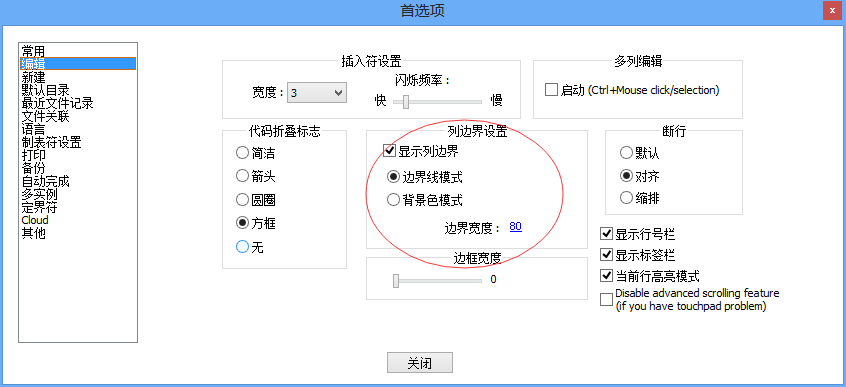 首选项
x
常用
编辑
新建
默认目录
最近文件记录
文件关联
语言
制表符设置
打印
备份
自动完成
多实例
定界符
Cloud
其他
插入符设置
宽度： 3
闪烁频率：
快 慢
多列编辑
启动 (Ctrl+Mouse click/selection)
代码折叠标志
简洁
箭头
圆圈
方框
无
列边界设置
显示列边界
边界线模式
背景色模式
边界宽度： 80
边框宽度
0
断行
默认
对齐
缩排
显示行号栏
显示标签栏
当前行高亮模式
Disable advanced scrolling feature
(if you have touchpad problem)
关闭